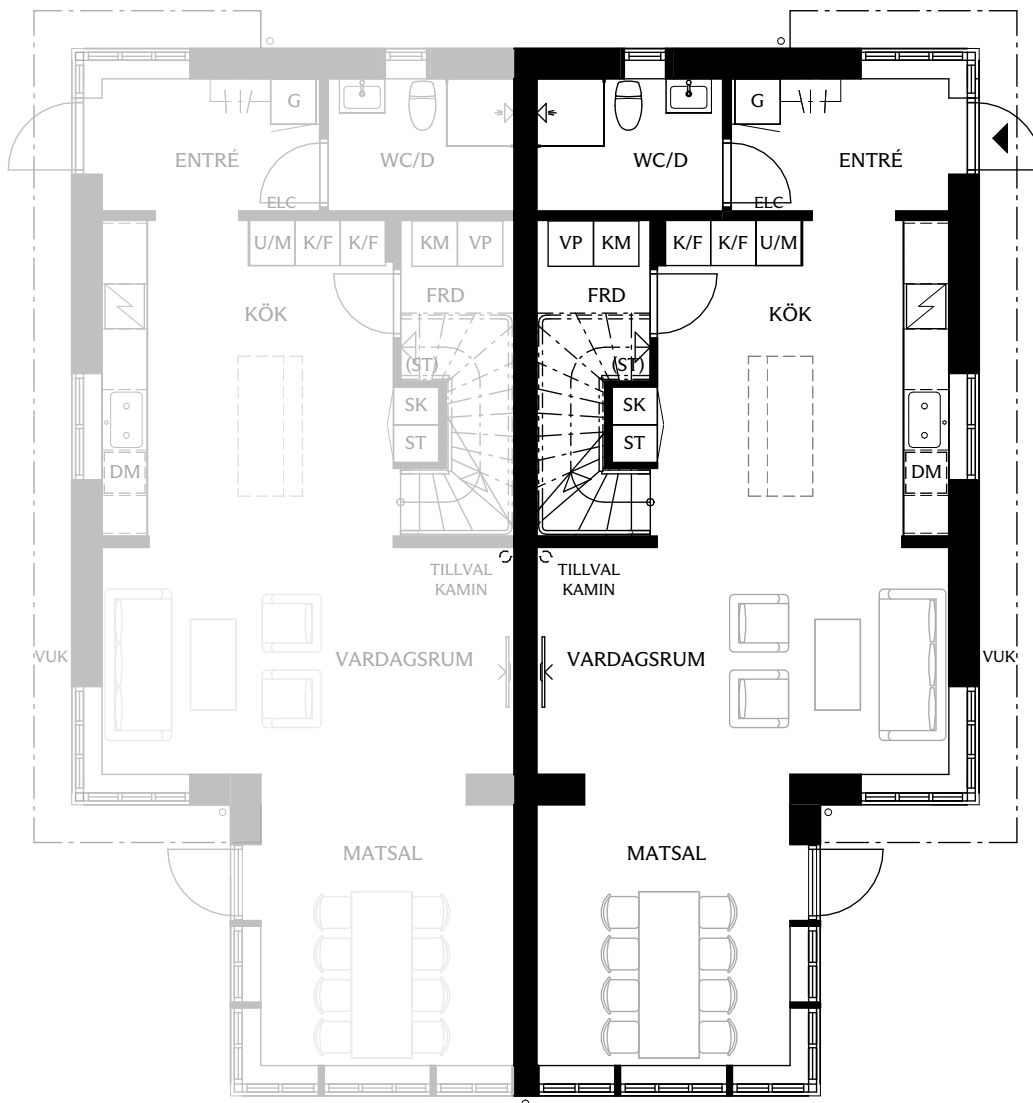 G G
ENTRÉ WC/D WC/D ENTRÉ
ELC ELC
U/M K/F K/F KM VP VP KM K/F K/F U/M
FRD FRD
KÖK KÖK
(ST) (ST)
SK SK
ST ST
DM DM
TILLVAL TILLVAL
KAMIN KAMIN
VUK VARDAGSRUM VARDAGSRUM VUK
MATSAL MATSAL